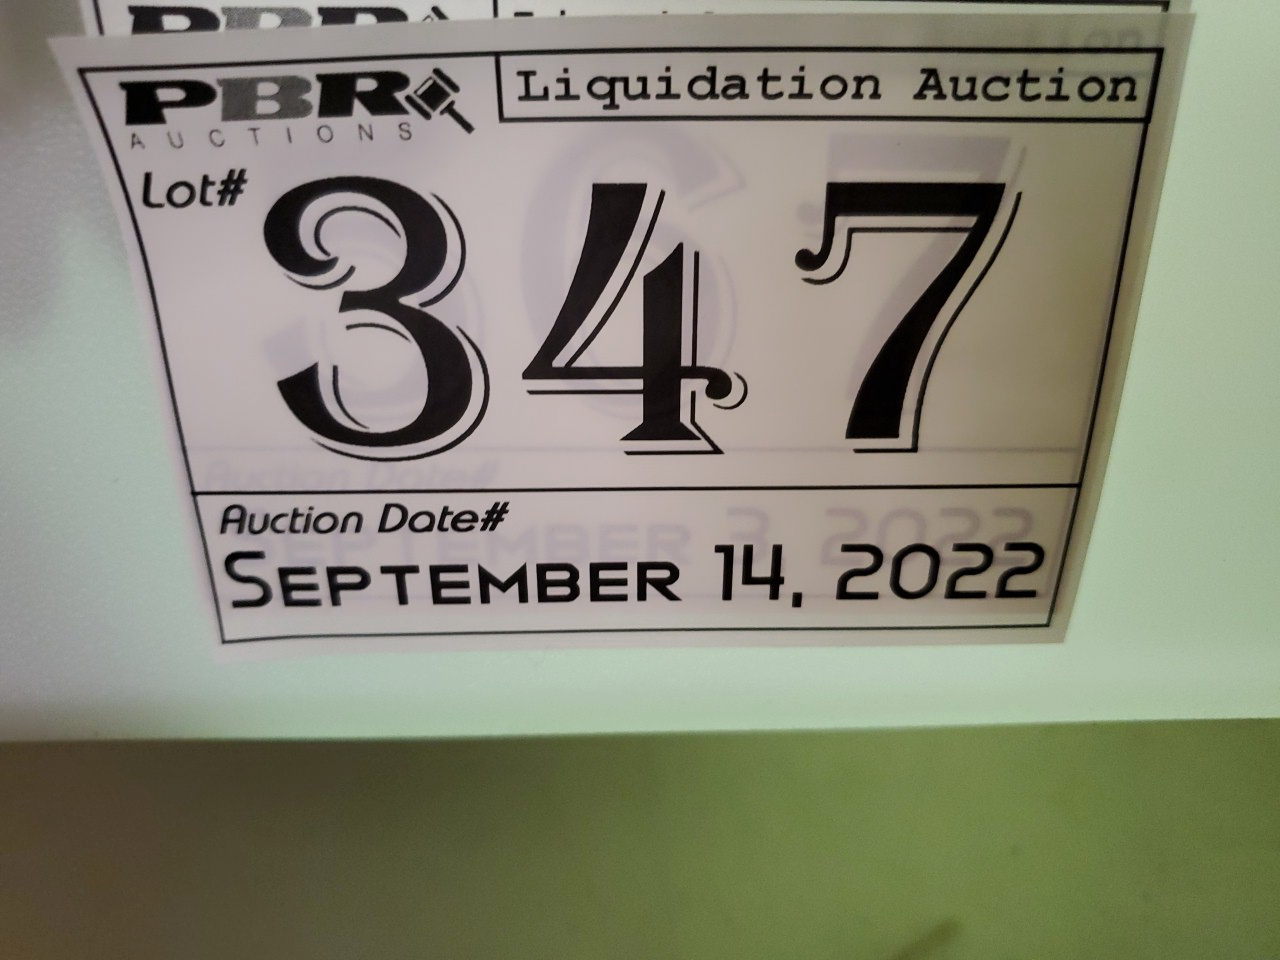 PBR
AUCTIONS
Liquidation Auction
Lot#
347
Auction Date#
SEPTEMBER 14, 2022